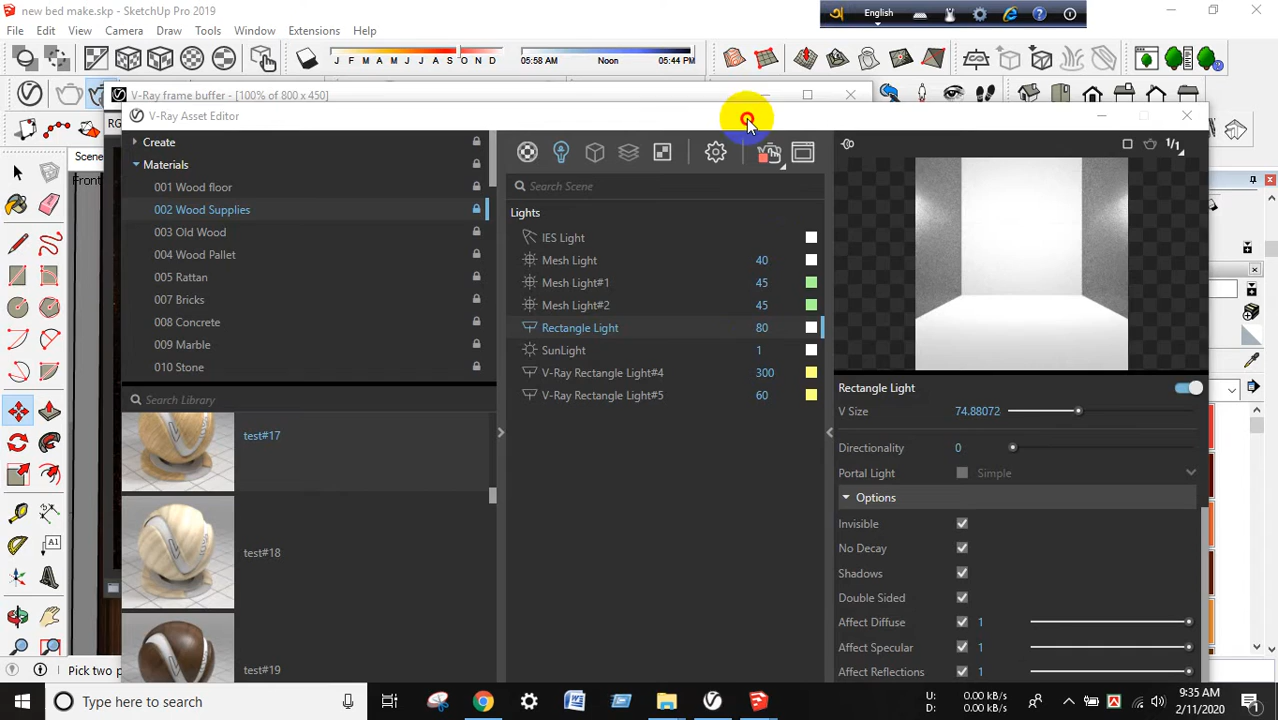 new bed make.skp - SketchUp Pro 2019
English
File Edit View Camera Draw Tools Window Extensions
J F M A M J J A S O N D
05:58 AM Noon 05:44 PM
V-Ray frame buffer - [100% of 800 x 450]
V-Ray Asset Editor
Create
Materials
001 Wood floor
002 Wood Supplies
003 Old Wood
004 Wood Pallet
005 Rattan
007 Bricks
008 Concrete
009 Marble
010 Stone
Search Library
test#17
test#18
test#19
Search Scene
Lights
IES Light
Mesh Light 40
Mesh Light#1 45
Mesh Light#2 45
Rectangle Light 80
SunLight 1
V-Ray Rectangle Light#4 300
V-Ray Rectangle Light#5 60
1/1
Rectangle Light
V Size 74.88072
Directionality 0
Portal Light Simple
Options
Invisible
No Decay
Shadows
Double Sided
Affect Diffuse 1
Affect Specular 1
Affect Reflections 1
Scene
Front
RG
Pick two p
Type here to search
U: 0.00 kB/s
D: 0.00 kB/s
9:35 AM
2/11/2020
1